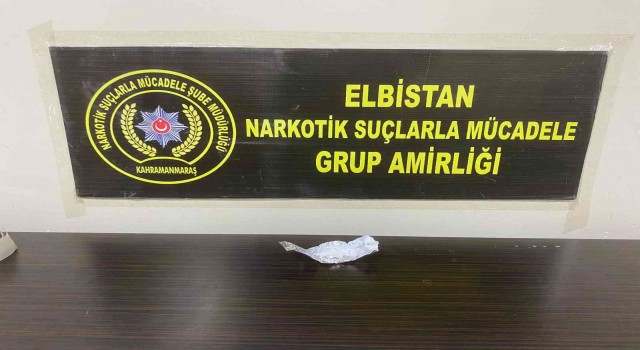 NARKOTİK SUÇLARLA MÜCADELE ŞUBE MÜDÜRLÜĞÜ
KAHRAMANMARAŞ
ELBİSTAN
NARKOTİK SUÇLARLA MÜCADELE
GRUP AMİRLİĞİ